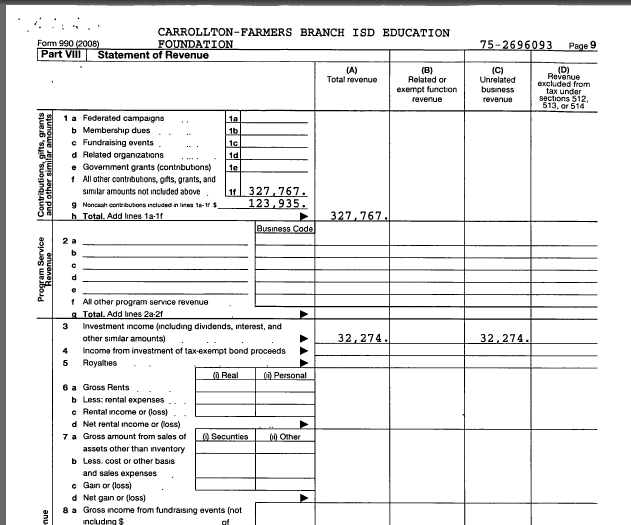 CARROLLTON-FARMERS BRANCH ISD EDUCATION
Form 990 (2008) FOUNDATION 75-2696093 Page 9
Part VIII Statement of Revenue
(A) Total revenue
(B) Related or exempt function revenue
(C) Unrelated business revenue
(D) Revenue excluded from tax under sections 512, 513, or 514
Contributions, gifts, grants and other similar amounts
1 a Federated campaigns 1a
b Membership dues 1b
c Fundraising events 1c
d Related organizations 1d
e Government grants (contributions) 1e
f All other contributions, gifts, grants, and
similar amounts not included above 1f 327,767.
g Noncash contributions included in lines 1a-1f $ 123,935.
h Total. Add lines 1a-1f 327,767.
Program Service Revenue
Business Code
2 a
b
c
d
e
f All other program service revenue
g Total. Add lines 2a-2f
3 Investment income (including dividends, interest, and
other similar amounts) 32,274. 32,274.
4 Income from investment of tax-exempt bond proceeds
5 Royalties
(i) Real (ii) Personal
6 a Gross Rents
b Less: rental expenses
c Rental income or (loss)
d Net rental income or (loss)
7 a Gross amount from sales of (i) Securities (ii) Other
assets other than inventory
b Less. cost or other basis
and sales expenses
c Gain or (loss)
d Net gain or (loss)
8 a Gross income from fundraising events (not
including $ of
nue